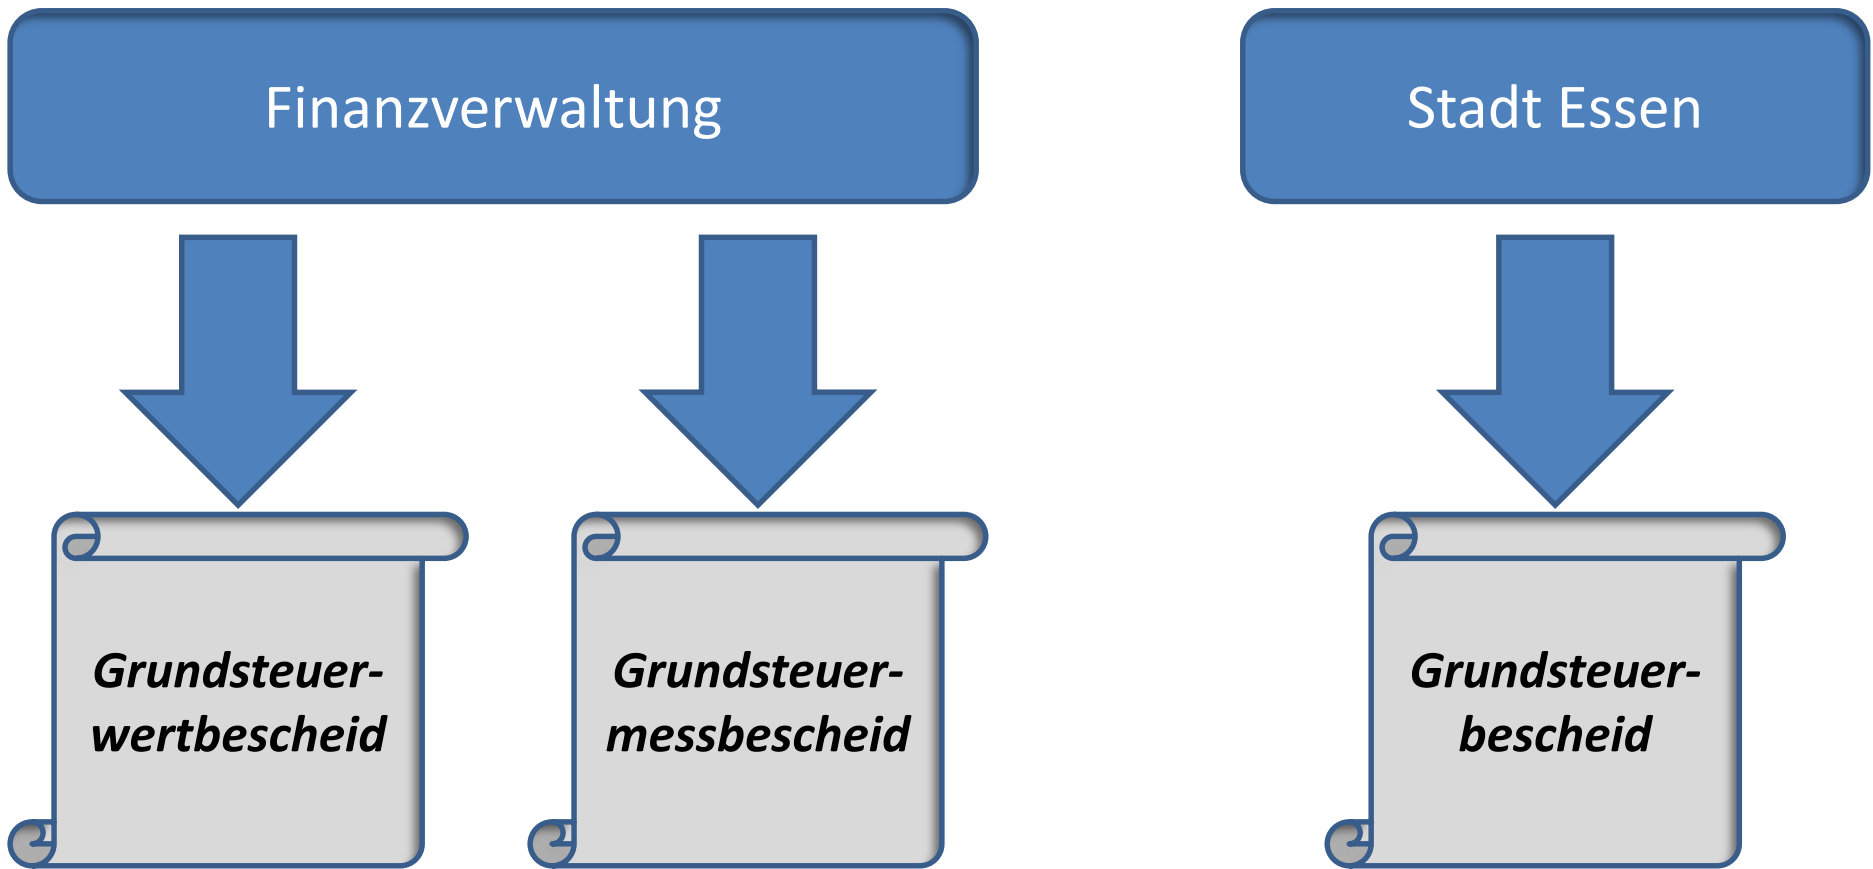 Finanzverwaltung
Stadt Essen
Grundsteuer-
wertbescheid
Grundsteuer-
messbescheid
Grundsteuer-
bescheid